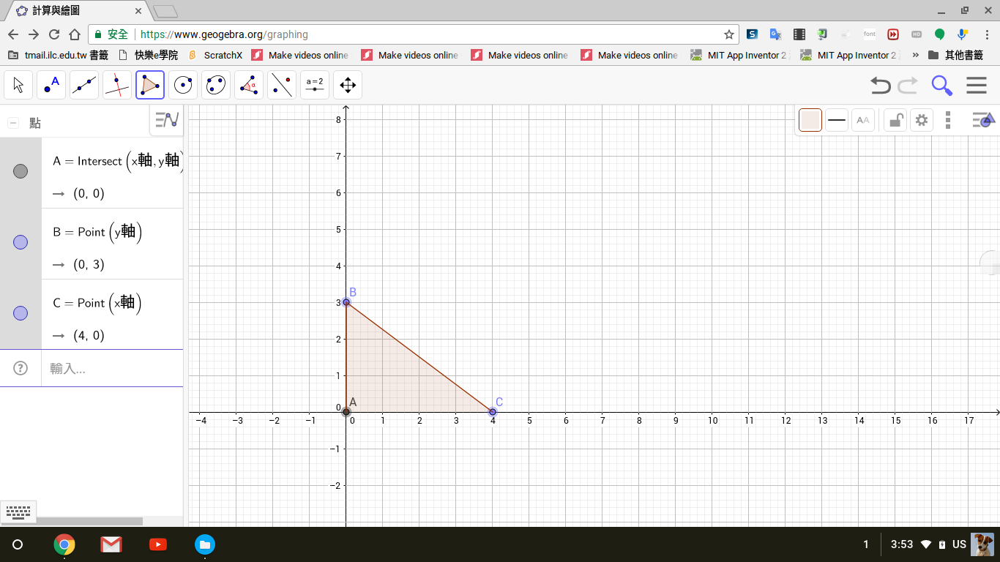 計算與繪圖
安全 https://www.geogebra.org/graphing
S font HD
tmail.ilc.edu.tw 書籤 快樂e學院 ScratchX Make videos online Make videos online Make videos online Make videos online MIT App Inventor 2 MIT App Inventor 2 » 其他書籤
A α a=2
點
AA
A = Intersect (x軸, y軸)
→ (0, 0)
B = Point (y軸)
→ (0, 3)
C = Point (x軸)
→ (4, 0)
? 輸入...
8
7
6
5
4
3 B
2
1
0 A C
−4 −3 −2 −1 0 1 2 3 4 5 6 7 8 9 10 11 12 13 14 15 16 17
−1
−2
1 3:53 US